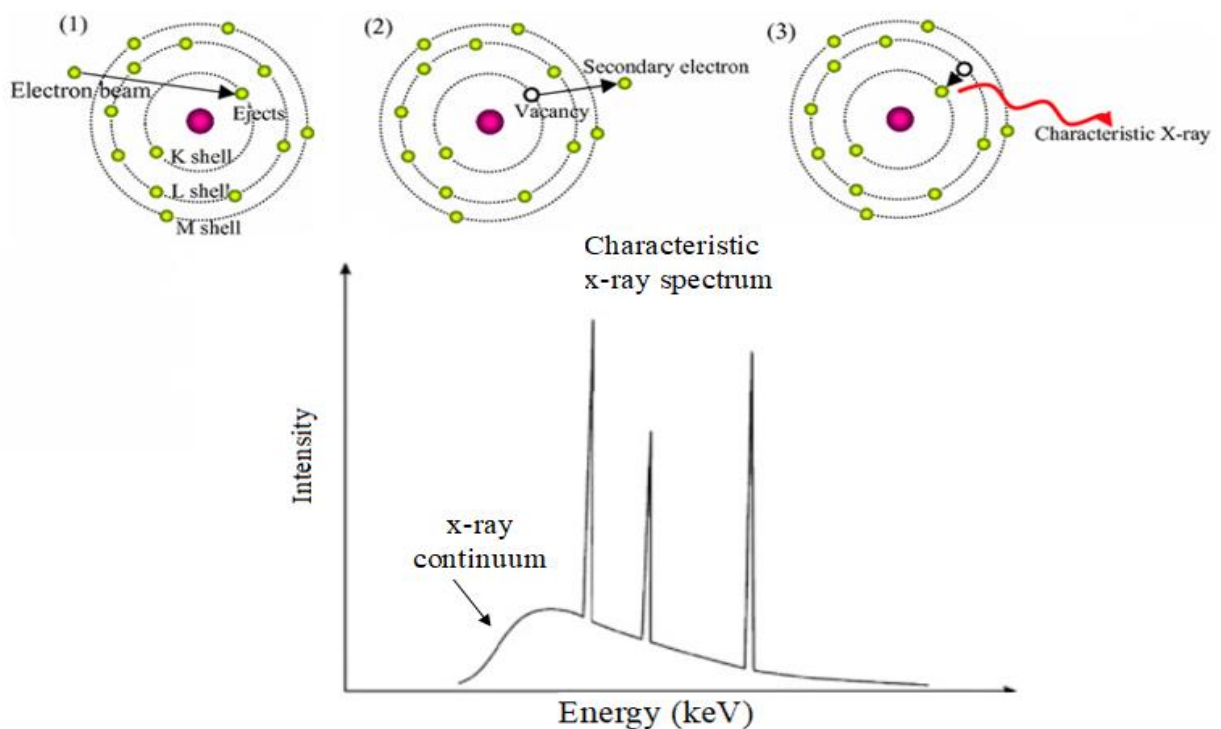 (1)
Electron beam
Ejects
K shell
L shell
M shell
(2)
Secondary electron
Vacancy
(3)
Characteristic X-ray
Characteristic
x-ray spectrum
Intensity
x-ray
continuum
Energy (keV)